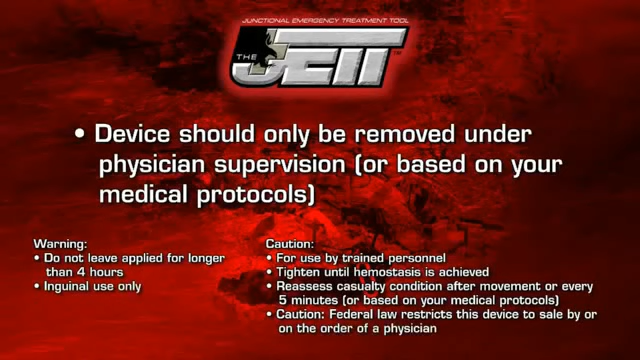 JUNCTIONAL EMERGENCY TREATMENT TOOL
THE JETT™
• Device should only be removed under
physician supervision (or based on your
medical protocols)
Warning:
• Do not leave applied for longer
than 4 hours
• Inguinal use only
Caution:
• For use by trained personnel
• Tighten until hemostasis is achieved
• Reassess casualty condition after movement or every
5 minutes (or based on your medical protocols)
• Caution: Federal law restricts this device to sale by or
on the order of a physician